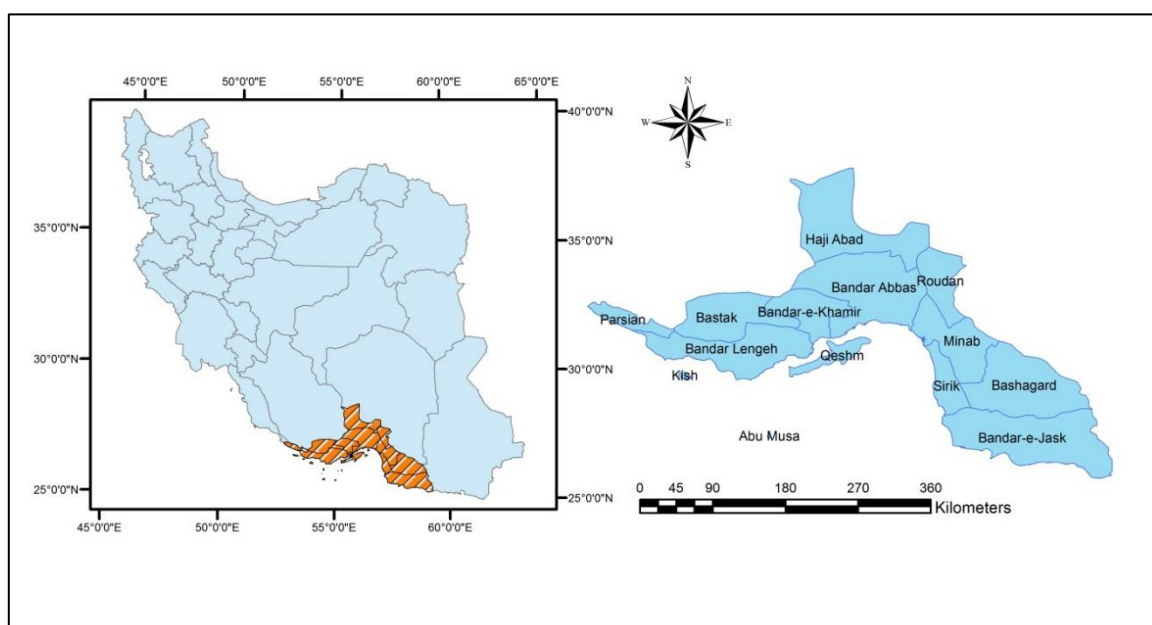 45°0'0"E 50°0'0"E 55°0'0"E 60°0'0"E 65°0'0"E
40°0'0"N
35°0'0"N
35°0'0"N
30°0'0"N
30°0'0"N
25°0'0"N
25°0'0"N
45°0'0"E 50°0'0"E 55°0'0"E 60°0'0"E
N
W E
S
Haji Abad
Bandar Abbas
Roudan
Parsian
Bastak
Bandar-e-Khamir
Minab
Bandar Lengeh
Qeshm
Kish
Sirik
Bashagard
Abu Musa
Bandar-e-Jask
0 45 90 180 270 360
Kilometers